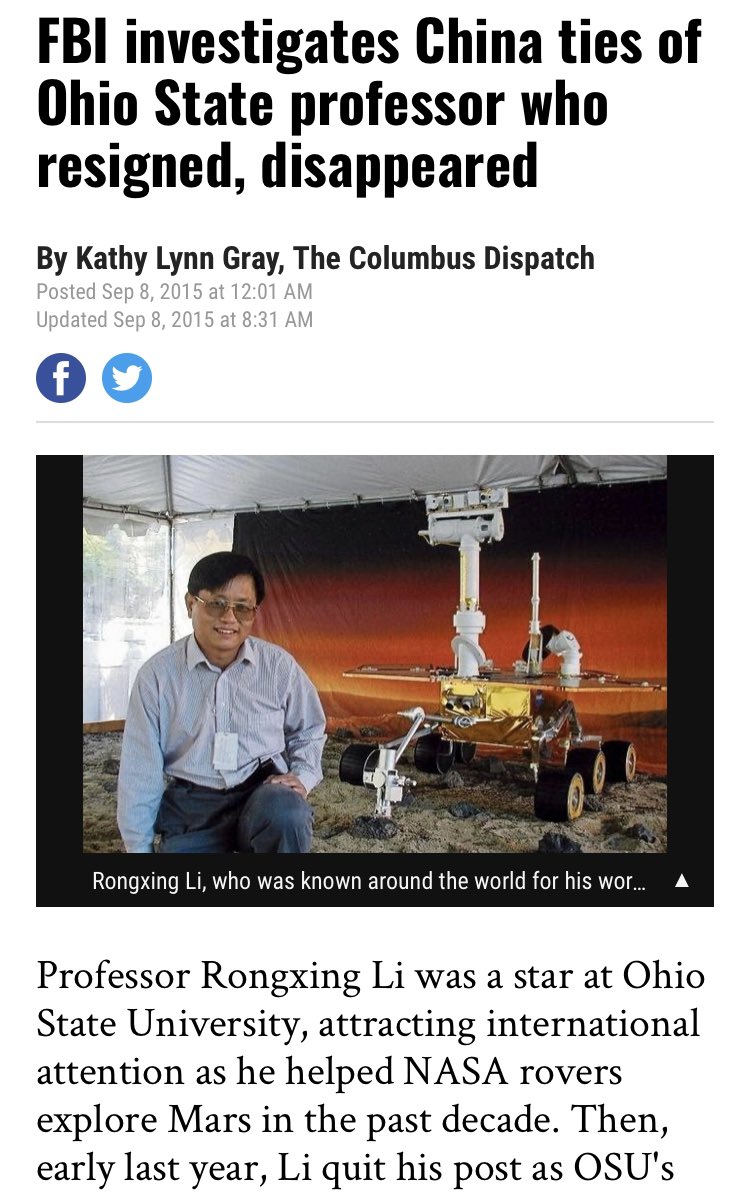 FBI investigates China ties of
Ohio State professor who
resigned, disappeared
By Kathy Lynn Gray, The Columbus Dispatch
Posted Sep 8, 2015 at 12:01 AM
Updated Sep 8, 2015 at 8:31 AM
Rongxing Li, who was known around the world for his wor...
Professor Rongxing Li was a star at Ohio
State University, attracting international
attention as he helped NASA rovers
explore Mars in the past decade. Then,
early last year, Li quit his post as OSU's